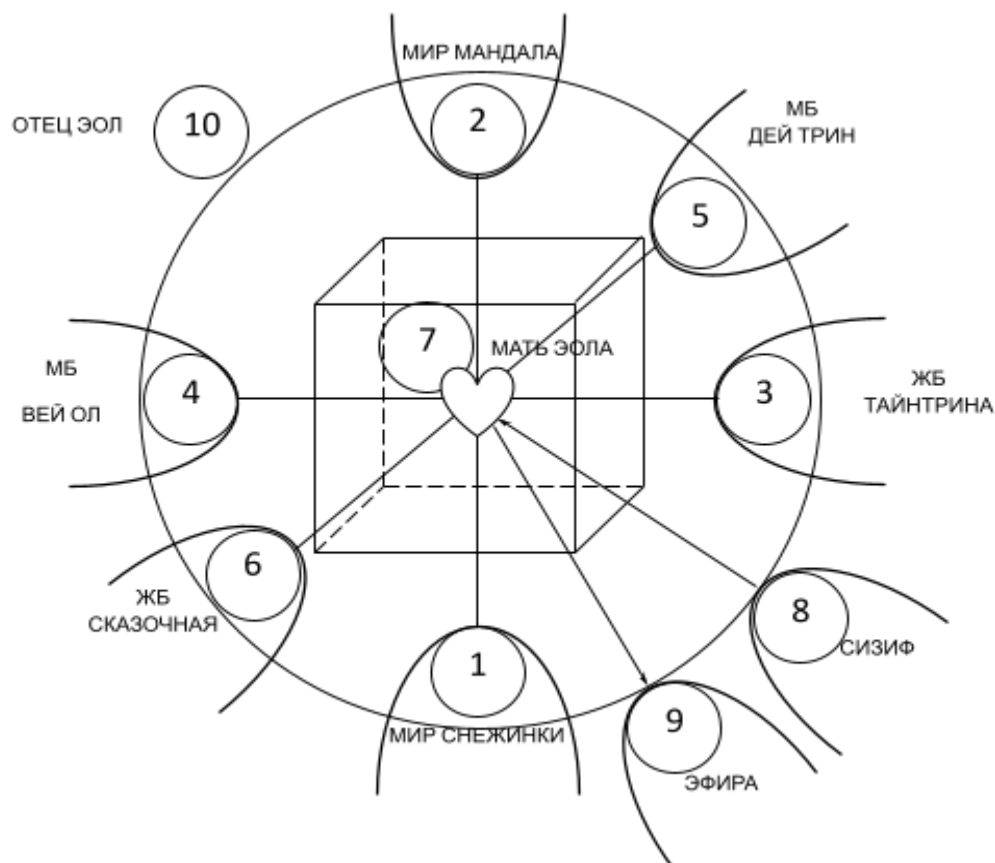 МИР МАНДАЛА
2
ОТЕЦ ЭОЛ
10
МБ
ДЕЙ ТРИН
5
7
МАТЬ ЭОЛА
МБ
ВЕЙ ОЛ
4
3
ЖБ
ТАЙНТРИНА
6
ЖБ
СКАЗОЧНАЯ
1
МИР СНЕЖИНКИ
8
СИЗИФ
9
ЭФИРА